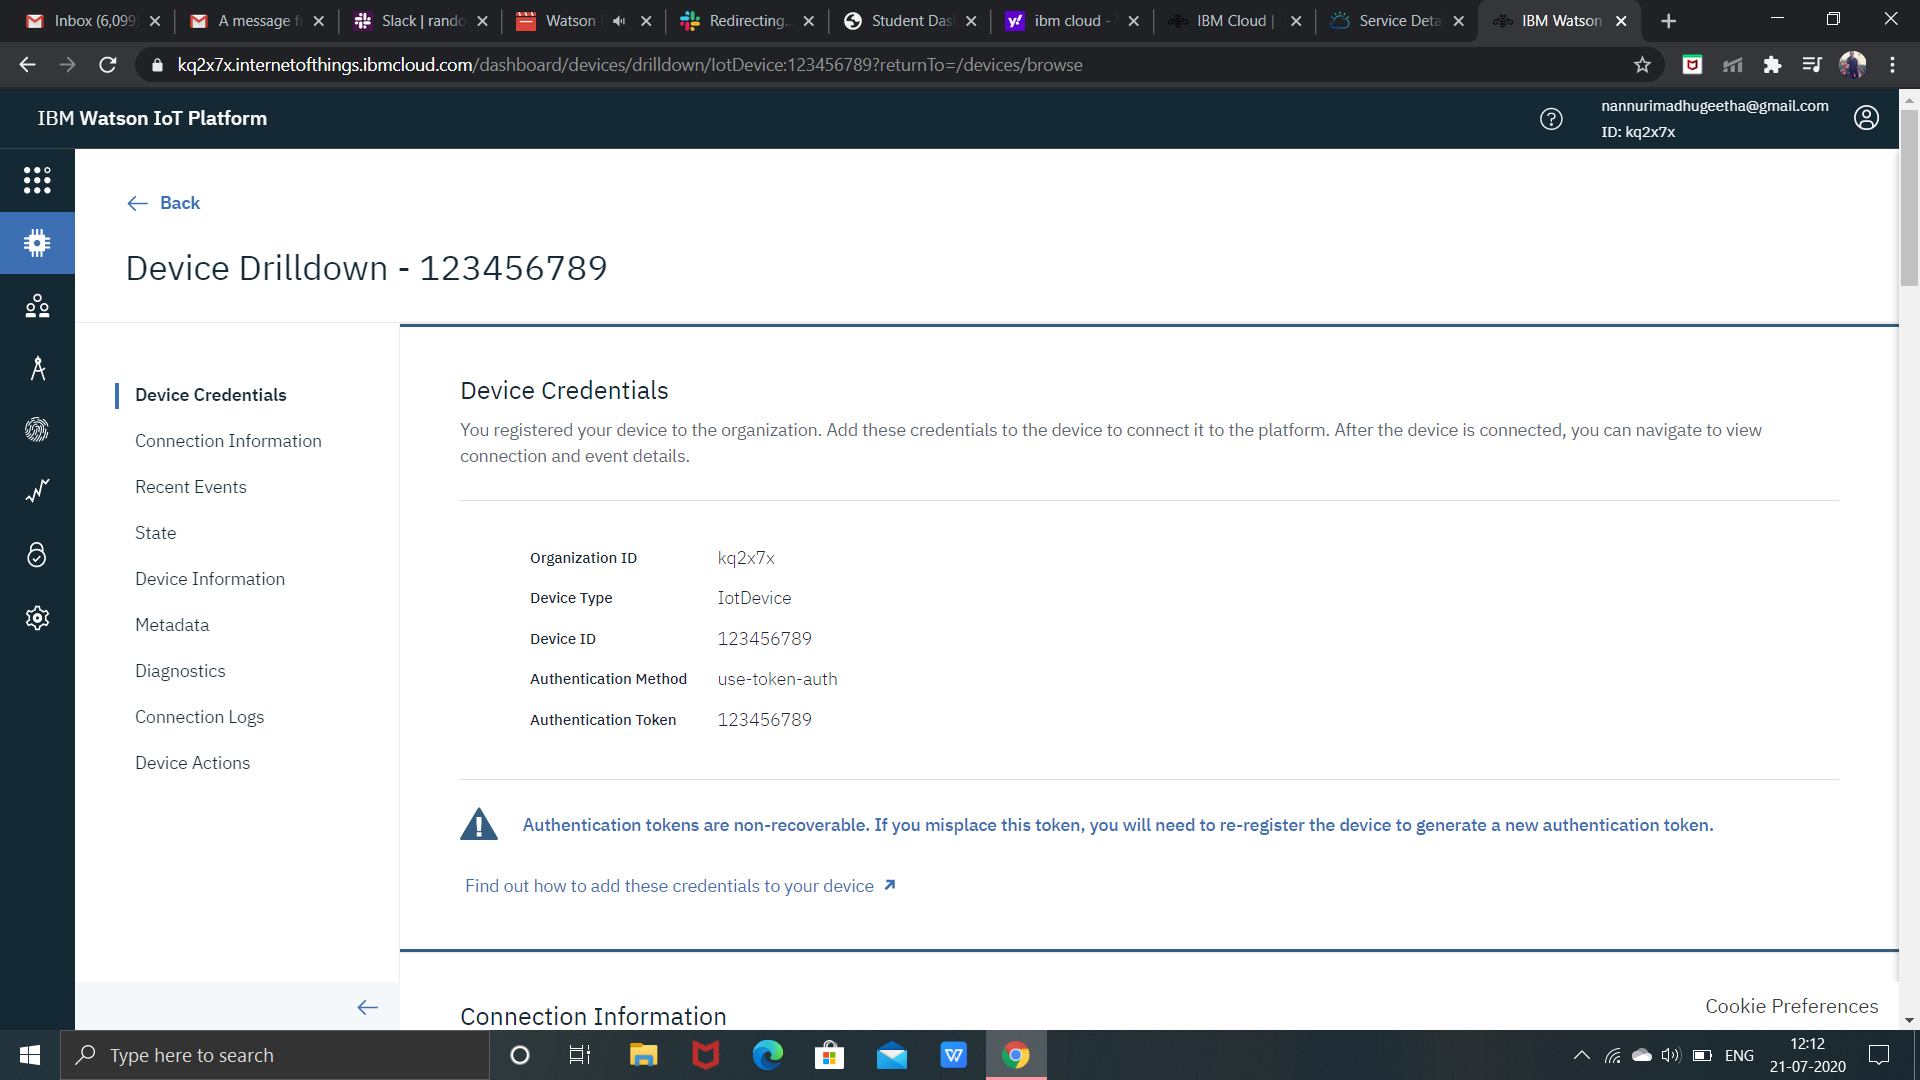 Inbox (6,099
A message f
Slack | rando
Watson
Redirecting..
Student Das
ibm cloud -
IBM Cloud |
Service Deta
IBM Watson
kq2x7x.internetofthings.ibmcloud.com/dashboard/devices/drilldown/IotDevice:123456789?returnTo=/devices/browse
IBM Watson IoT Platform
nannurimadhugeetha@gmail.com
ID: kq2x7x
Back
Device Drilldown - 123456789
Device Credentials
Connection Information
Recent Events
State
Device Information
Metadata
Diagnostics
Connection Logs
Device Actions
Device Credentials
You registered your device to the organization. Add these credentials to the device to connect it to the platform. After the device is connected, you can navigate to view
connection and event details.
Organization ID kq2x7x
Device Type IotDevice
Device ID 123456789
Authentication Method use-token-auth
Authentication Token 123456789
Authentication tokens are non-recoverable. If you misplace this token, you will need to re-register the device to generate a new authentication token.
Find out how to add these credentials to your device
Connection Information
Cookie Preferences
Type here to search
ENG
12:12
21-07-2020